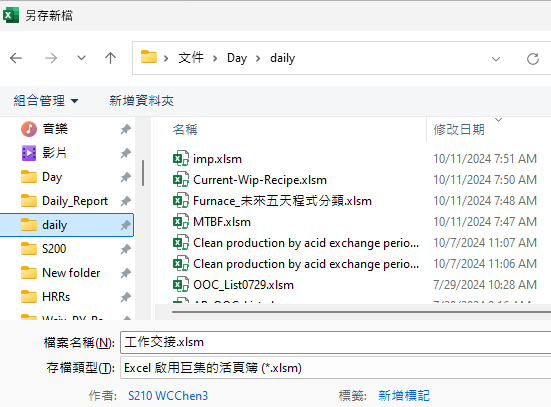 另存新檔
文件 > Day > daily
組合管理 新增資料夾
名稱 修改日期
音樂
影片
Day
Daily_Report
daily
S200
New folder
HRRs
imp.xlsm 10/11/2024 7:51 AM
Current-Wip-Recipe.xlsm 10/11/2024 7:50 AM
Furnace_未來五天程式分類.xlsm 10/11/2024 7:48 AM
MTBF.xlsm 10/11/2024 7:47 AM
Clean production by acid exchange perio... 10/7/2024 11:07 AM
Clean production by acid exchange perio... 10/7/2024 11:06 AM
OOC_List0729.xlsm 7/29/2024 10:28 AM
檔案名稱(N): 工作交接.xlsm
存檔類型(T): Excel 啟用巨集的活頁簿 (*.xlsm)
作者: S210 WCChen3 標籤: 新增標記